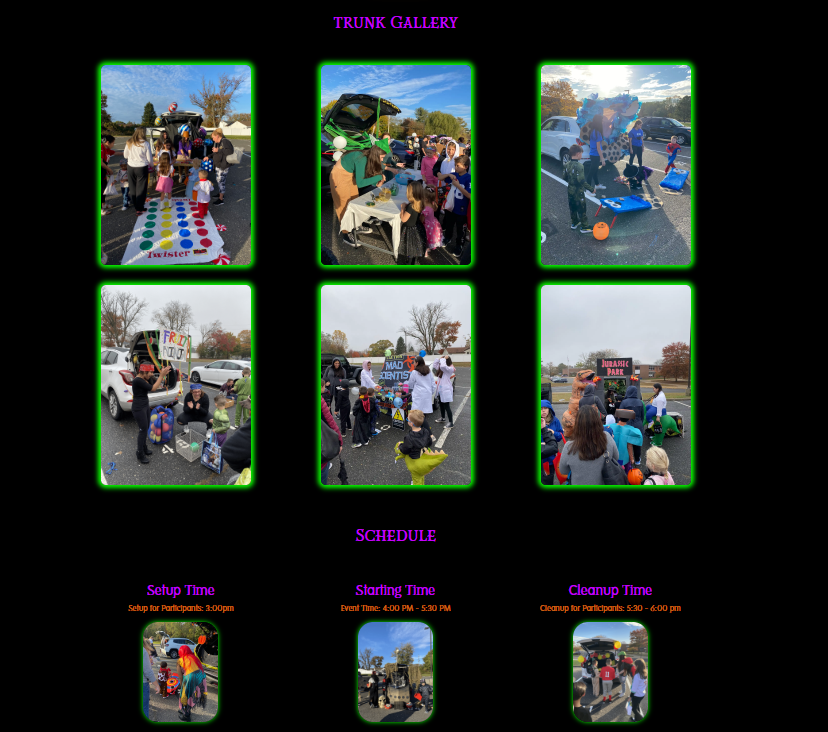 trunk Gallery
Twister
MAD
SCIENTIST
JURASSIC
PARK
Schedule
Setup Time
Starting Time
Cleanup Time
Setup for Participants: 3:00pm
Event Time: 4:00 PM - 5:30 PM
Cleanup for Participants: 5:30 - 6:00 pm